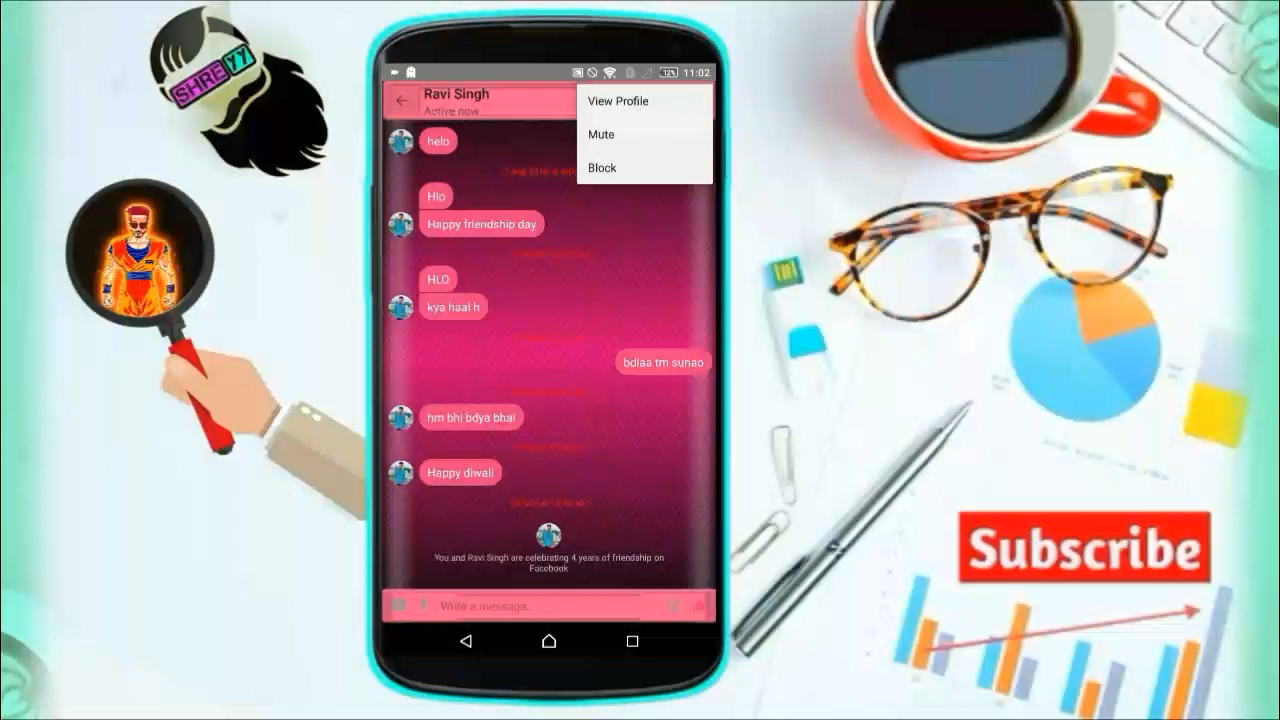 SHREYY
12%
11:02
Ravi Singh
Active now
View Profile
Mute
Block
helo
Hlo
Happy friendship day
HLO
kya haal h
bdlaa tm sunao
hm bhi bdya bhai
Happy diwali
You and Ravi Singh are celebrating 4 years of friendship on
Facebook
Write a message..
Subscribe